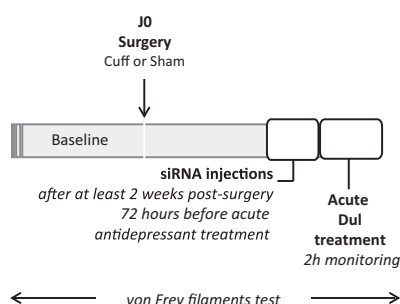 J0
Surgery
Cuff or Sham
Baseline
siRNA injections
after at least 2 weeks post-surgery
72 hours before acute
antidepressant treatment
Acute
Dul
treatment
2h monitoring
von Frey filaments test